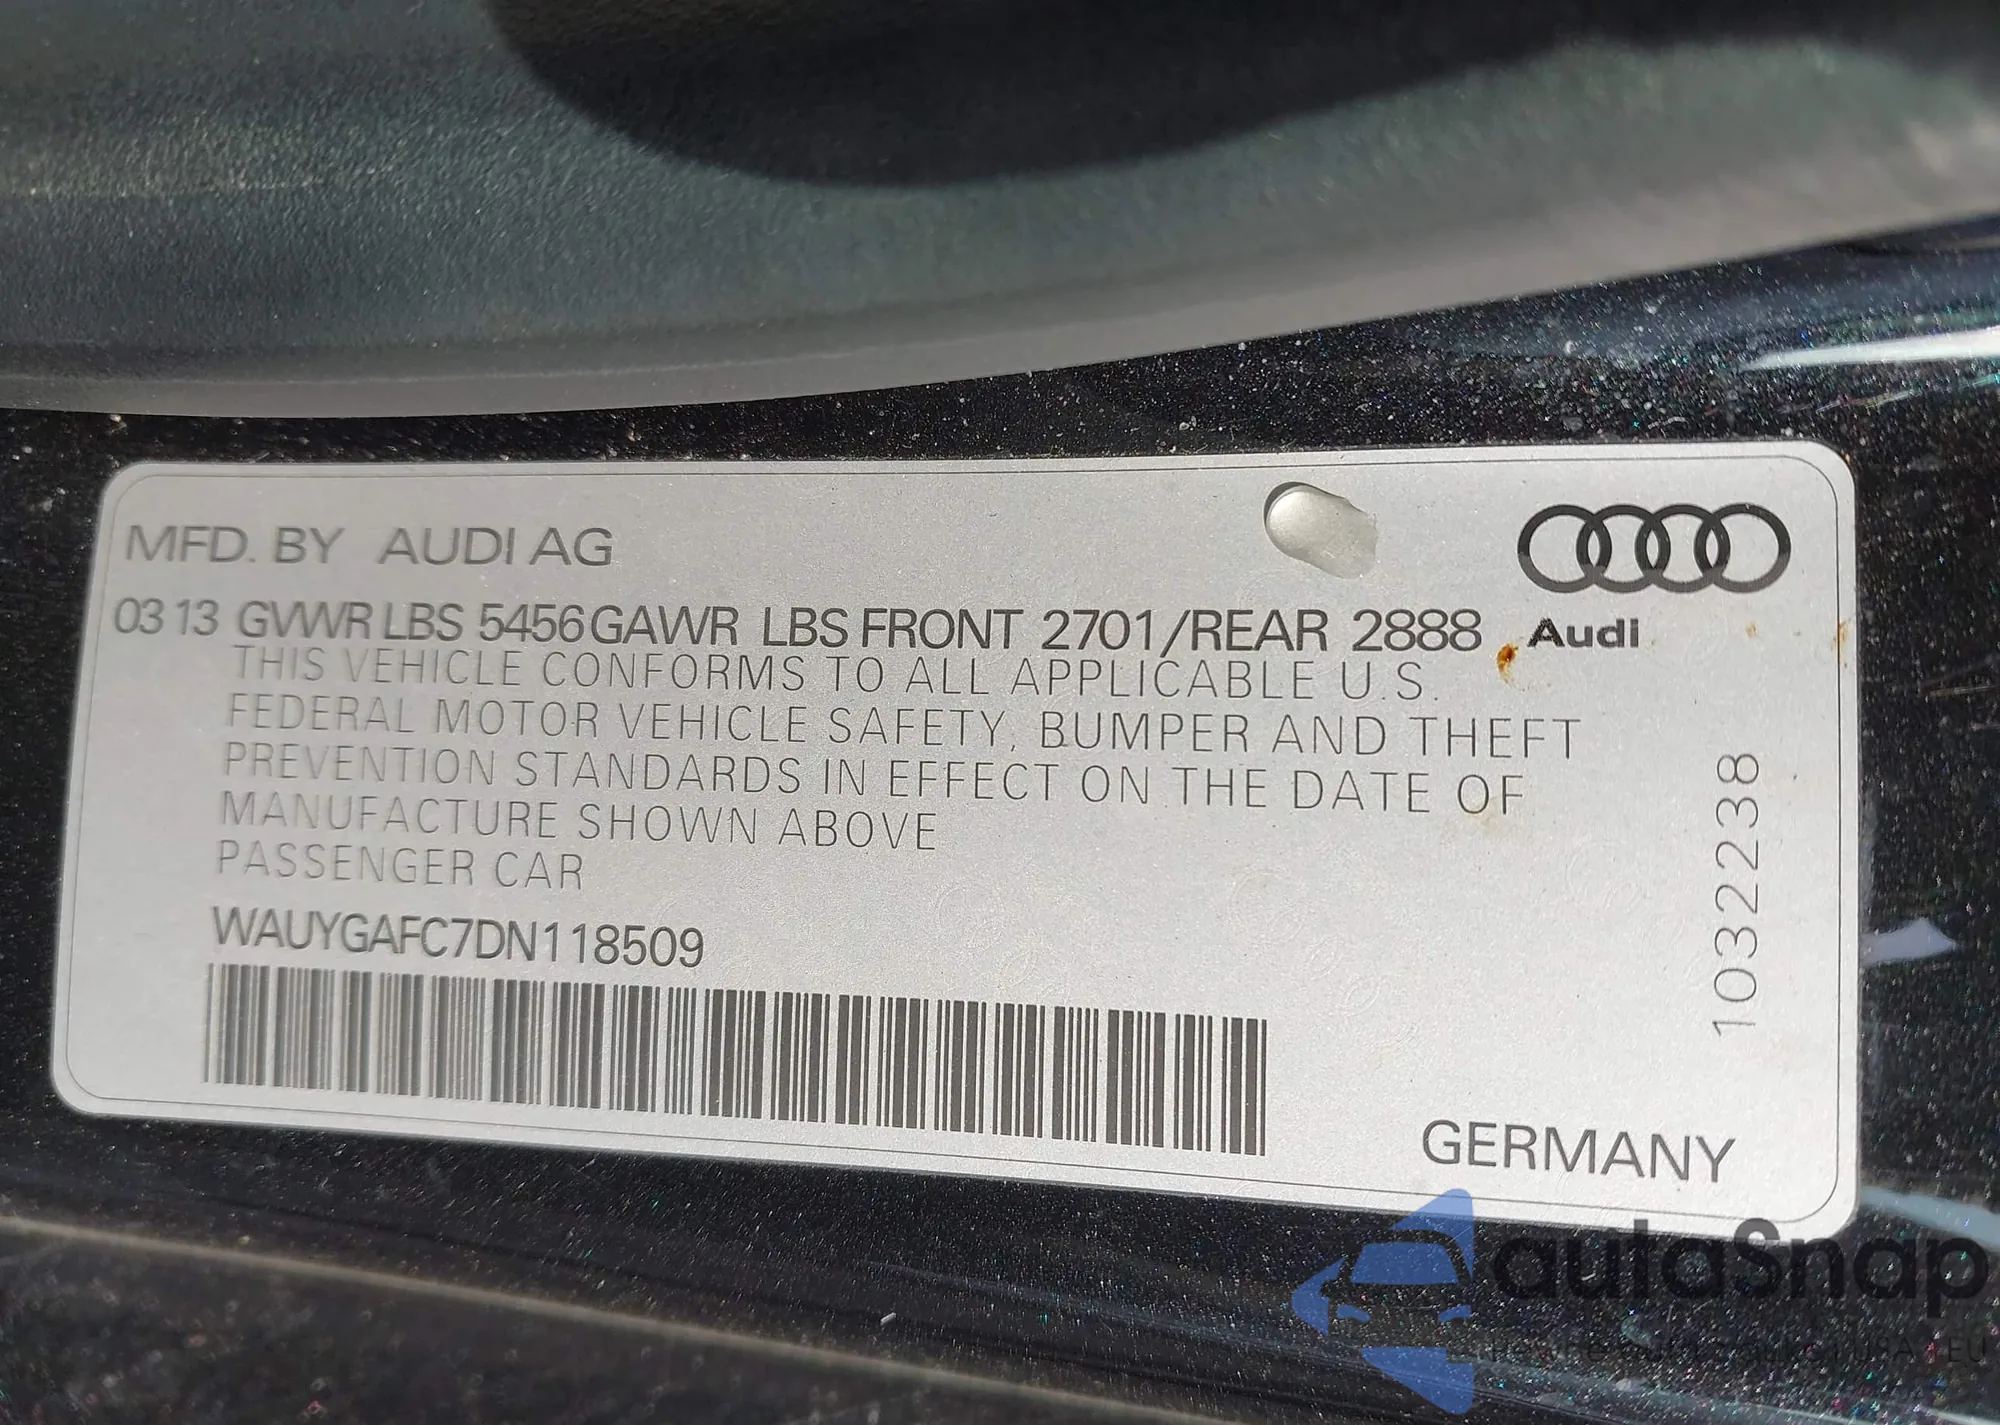 MFD. BY AUDI AG
03 13 GVWR LBS 5456 GAWR LBS FRONT 2701/REAR 2888
Audi
THIS VEHICLE CONFORMS TO ALL APPLICABLE U.S.
FEDERAL MOTOR VEHICLE SAFETY, BUMPER AND THEFT
PREVENTION STANDARDS IN EFFECT ON THE DATE OF
MANUFACTURE SHOWN ABOVE
PASSENGER CAR
WAUYGAFC7DN118509
1032238
GERMANY
autoSnap
USA
EU